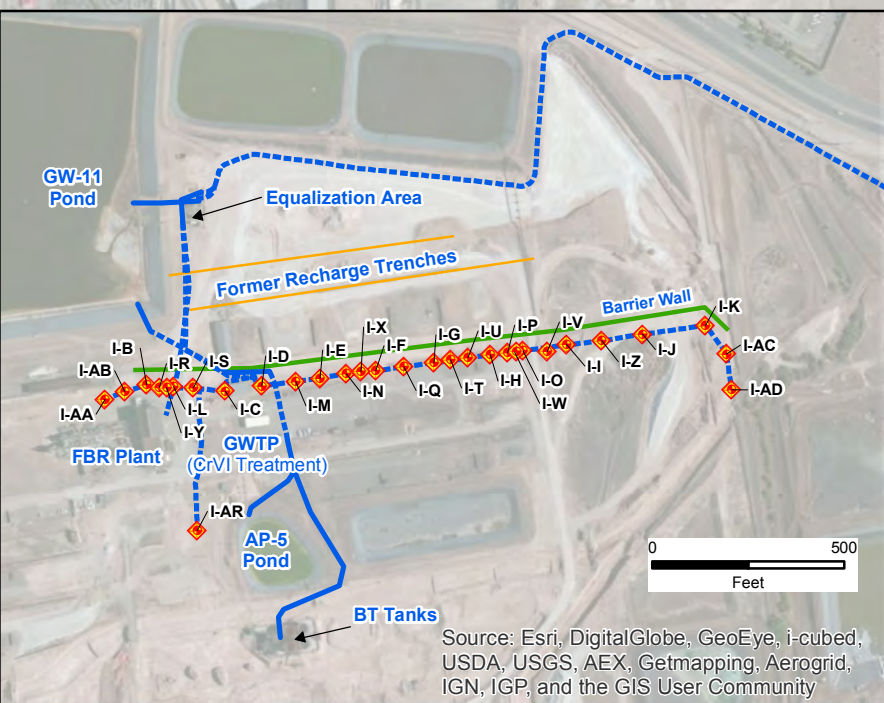 GW-11
Pond
Equalization Area
Former Recharge Trenches
Barrier Wall
I-K
I-V
I-P
I-U
I-G
I-X
I-F
I-E
I-D
I-S
I-R
I-B
I-AB
I-AA
I-L
I-Y
I-C
I-M
I-N
I-Q
I-T
I-H
I-O
I-W
I-I
I-Z
I-J
I-AC
I-AD
FBR Plant
GWTP
(CrVI Treatment)
I-AR
AP-5
Pond
BT Tanks
0 500
Feet
Source: Esri, DigitalGlobe, GeoEye, i-cubed,
USDA, USGS, AEX, Getmapping, Aerogrid,
IGN, IGP, and the GIS User Community